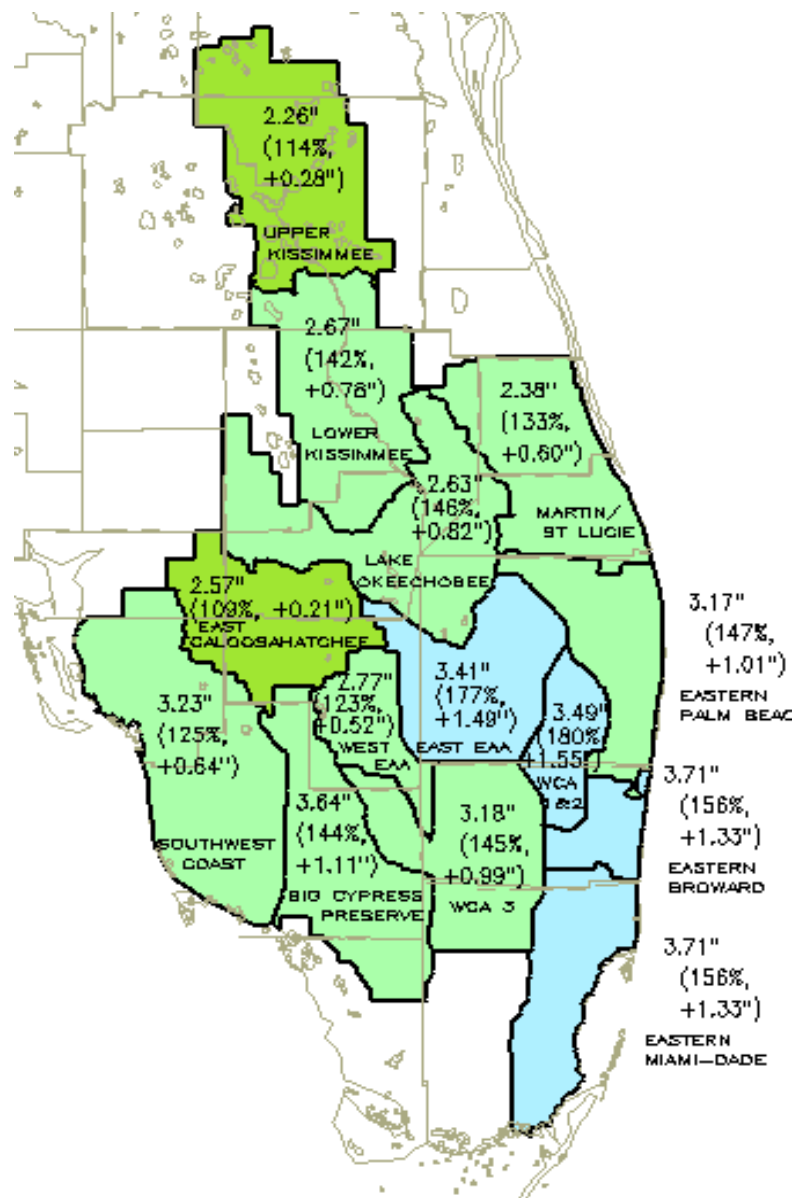 2.26"
(114%,
+0.28")
UPPER
KISSIMMEE
2.67"
(142%,
+0.78")
LOWER
KISSIMMEE
2.38"
(133%,
+0.60")
MARTIN/
ST LUCIE
2.63"
(146%,
+0.82")
LAKE
OKEECHOBEE
2.57"
(109%, +0.21")
EAST
CALOOSAHATCHEE
3.17"
(147%,
+1.01")
EASTERN
PALM BEAC
3.23"
(125%,
+0.64")
SOUTHWEST
COAST
2.77"
(123%,
+0.52")
WEST
EAA
3.41"
(177%,
+1.49")
EAST EAA
3.49"
(180%,
+1.55"
WCA
1&2
3.71"
(156%,
+1.33")
EASTERN
BROWARD
3.64"
(144%,
+1.11")
BIG CYPRESS
PRESERVE
3.18"
(145%,
+0.99")
WCA 3
3.71"
(156%,
+1.33")
EASTERN
MIAMI-DADE